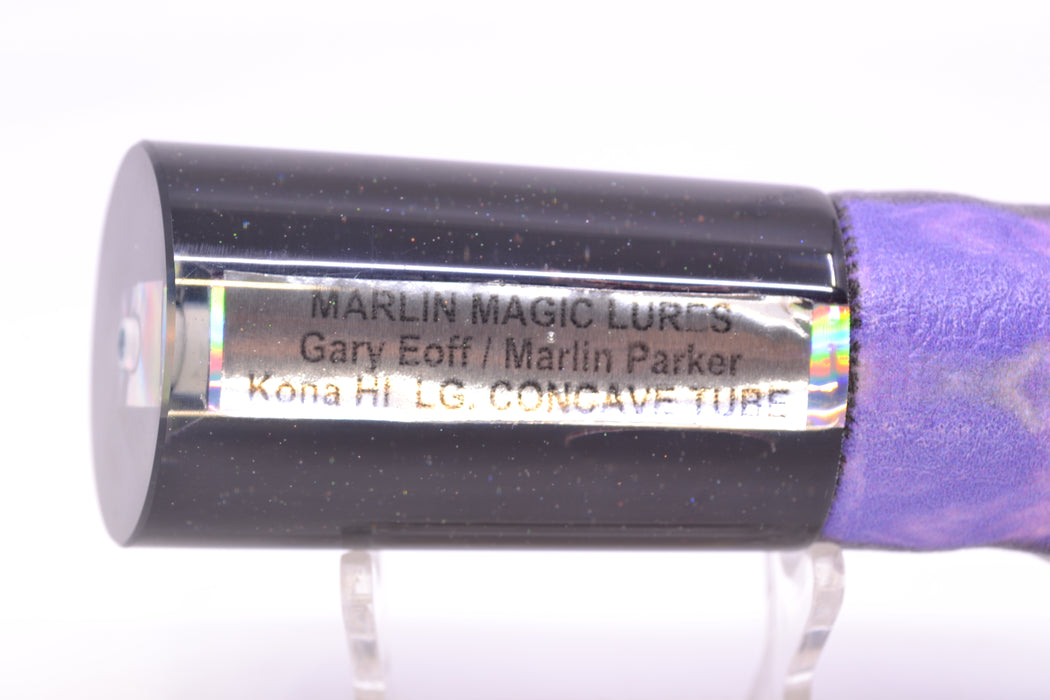 MARLIN MAGIC LURES
Gary Eoff / Marlin Parker
Kona HI LG. CONCAVE TUBE